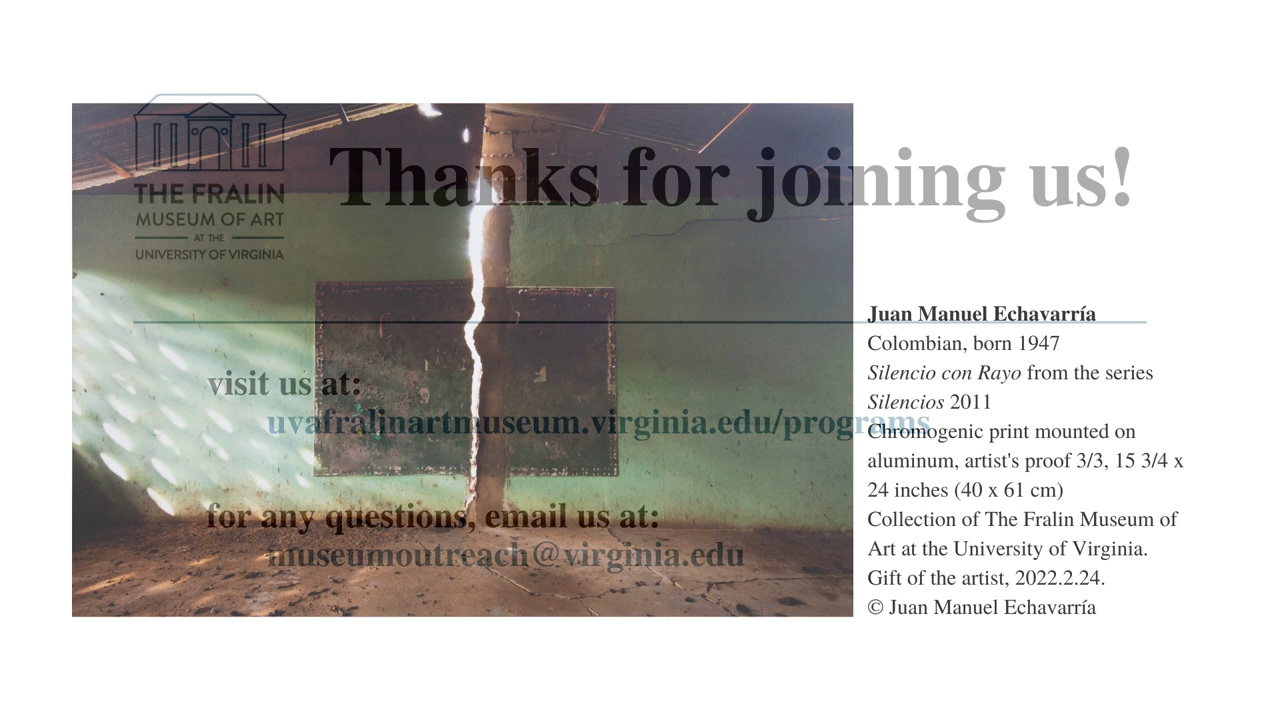 THE FRALIN
MUSEUM OF ART
AT THE
UNIVERSITY OF VIRGINIA
Thanks for joining us!
visit us at:
uvafralinartmuseum.virginia.edu/programs
for any questions, email us at:
museumoutreach@virginia.edu
Juan Manuel Echavarría
Colombian, born 1947
Silencio con Rayo from the series
Silencios 2011
Chromogenic print mounted on
aluminum, artist's proof 3/3, 15 3/4 x
24 inches (40 x 61 cm)
Collection of The Fralin Museum of
Art at the University of Virginia.
Gift of the artist, 2022.2.24.
© Juan Manuel Echavarría